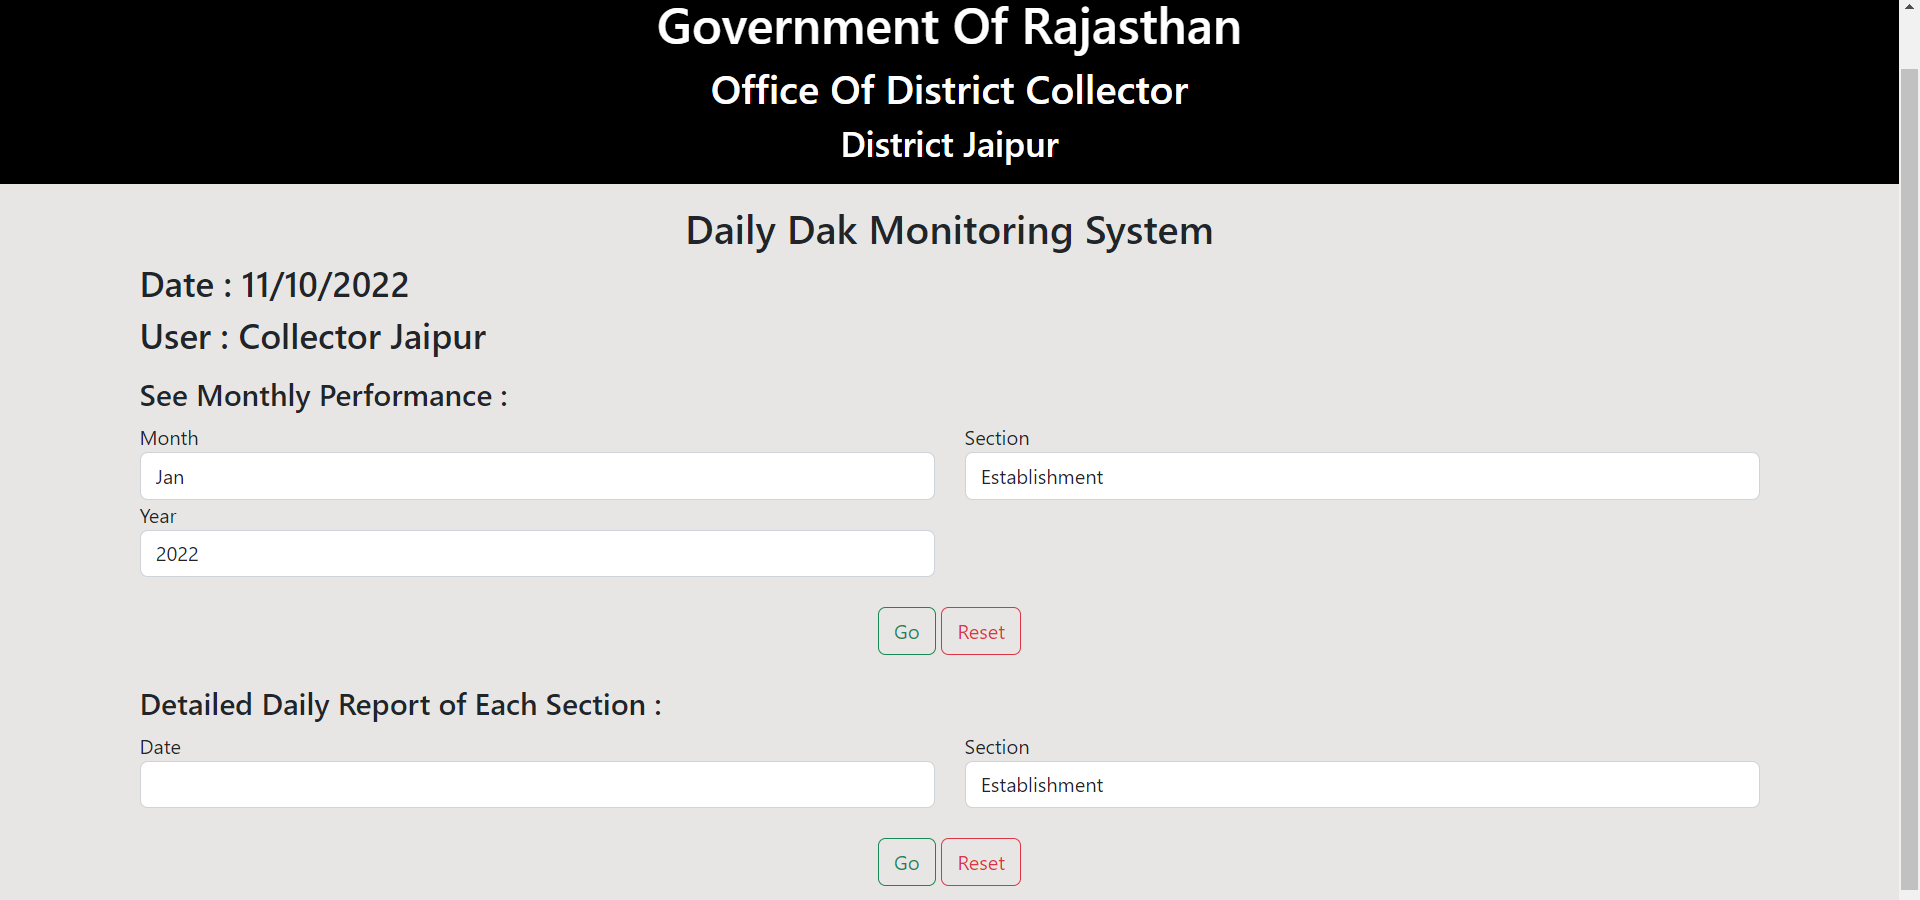 Government Of Rajasthan
Office Of District Collector
District Jaipur
Daily Dak Monitoring System
Date : 11/10/2022
User : Collector Jaipur
See Monthly Performance :
Month
Section
Jan
Establishment
Year
2022
Go
Reset
Detailed Daily Report of Each Section :
Date
Section
Establishment
Go
Reset